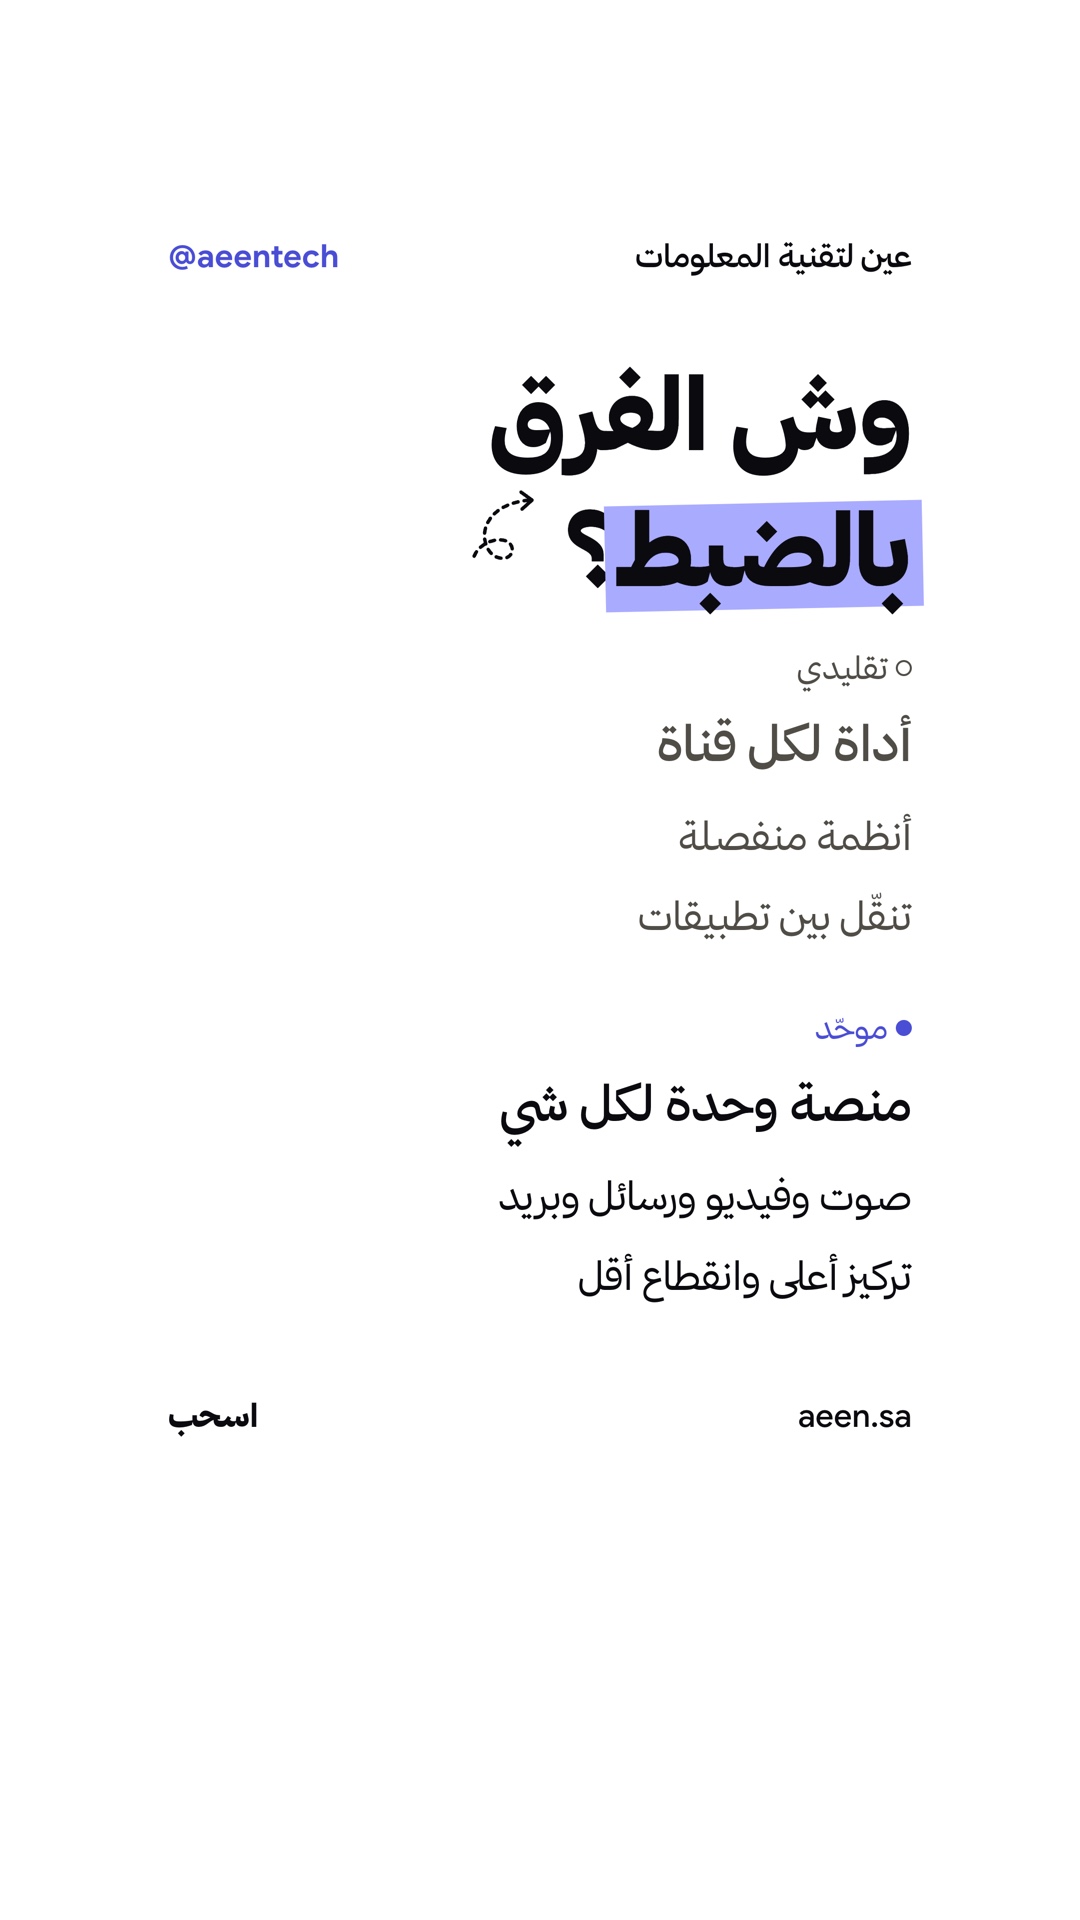 عين لتقنية المعلومات
@aeentech
وش الفرق
بالضبط؟
تقليدي
أداة لكل قناة
أنظمة منفصلة
تنقّل بين تطبيقات
موحّد
منصة وحدة لكل شي
صوت وفيديو ورسائل وبريد
تركيز أعلى وانقطاع أقل
aeen.sa
اسحب